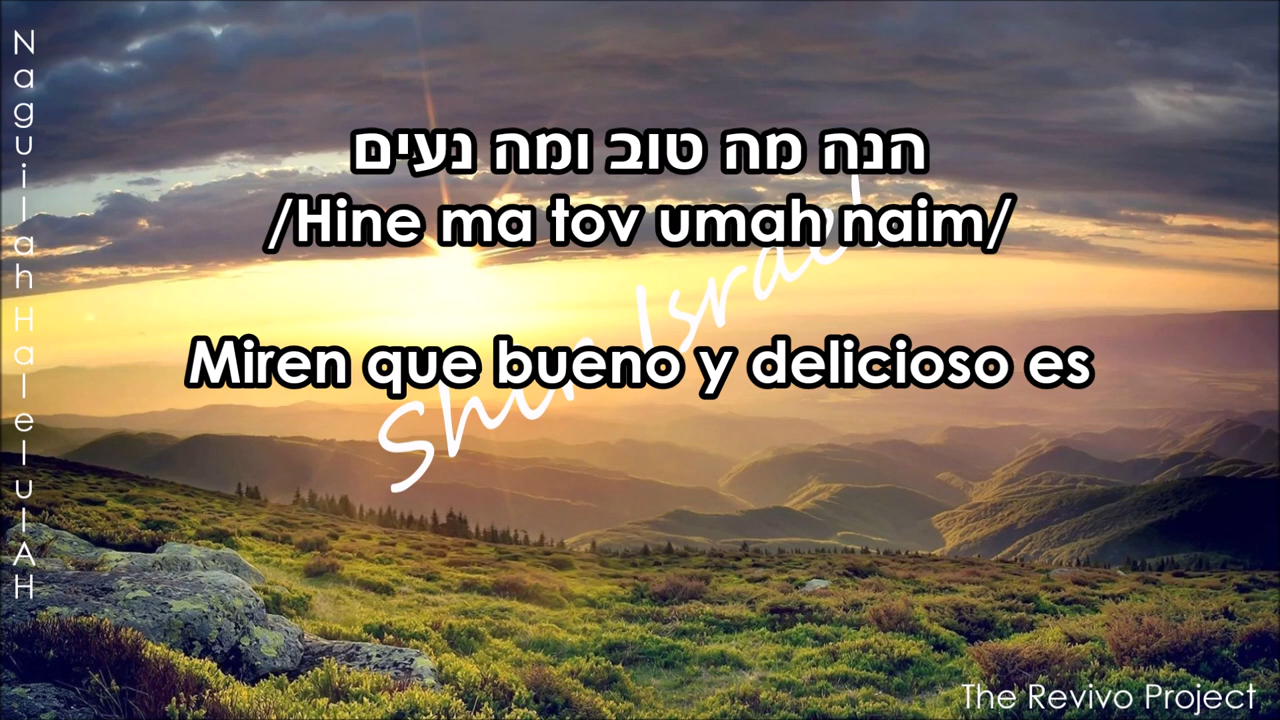 הנה מה טוב ומה נעים
/Hine ma tov umah naim/
Miren que bueno y delicioso es
Shir Israel
Naguilah HalelulAH
The Revivo Project